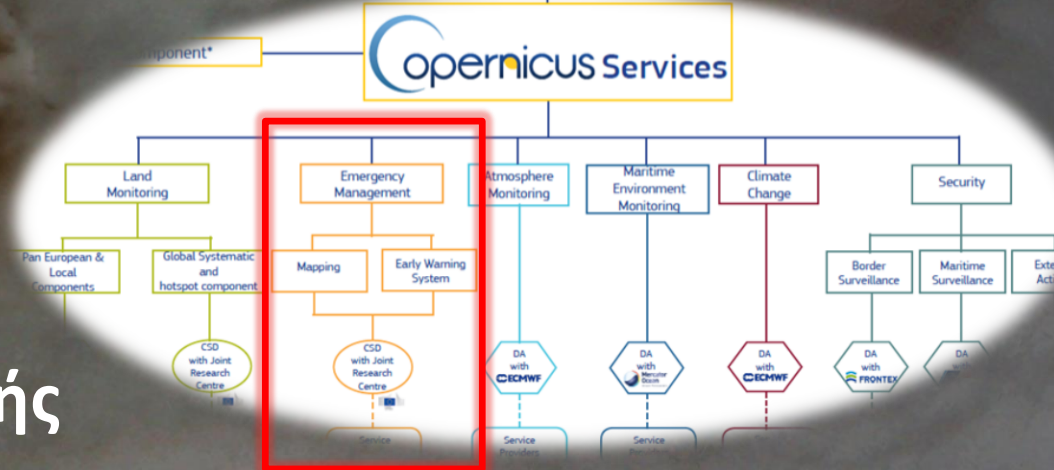 Copernicus Services
Land
Monitoring
Emergency
Management
Atmosphere
Monitoring
Maritime
Environment
Monitoring
Climate
Change
Security
Pan European &
Local
Components
Global Systematic
and
hotspot component
Mapping
Early Warning
System
Border
Surveillance
Maritime
Surveillance
CSD
with Joint
Research
Centre
CSD
with Joint
Research
Centre
DA
with
ECMWF
DA
with
Mercator
Ocean
DA
with
ECMWF
DA
with
FRONTEX
DA
with
ής
Service
Service
Providers
Service